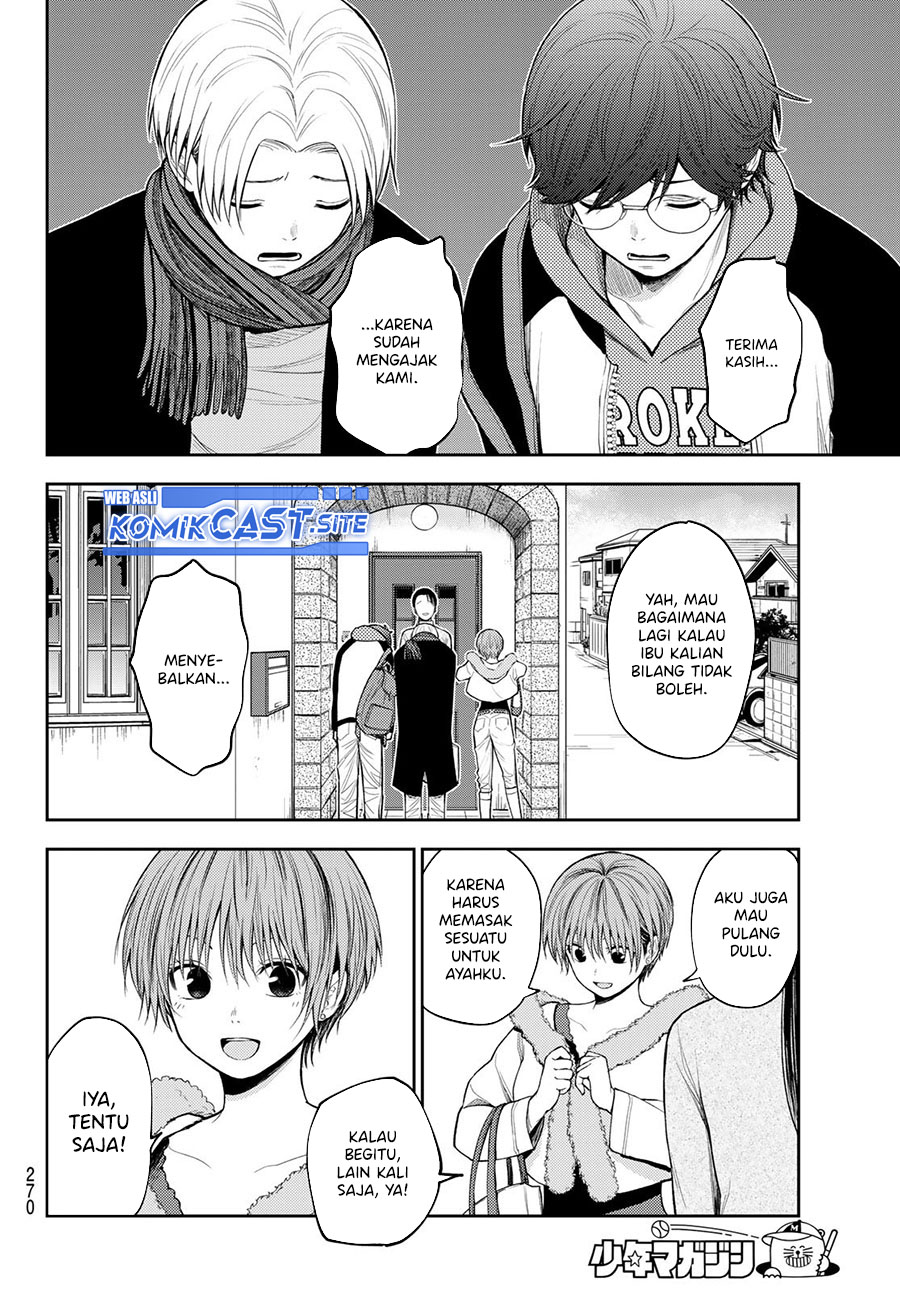 TERIMA
KASIH...
...KARENA
SUDAH
MENGAJAK
KAMI.
ROKE
WEB ASLI
KOMIKCAST.SITE
YAH, MAU
BAGAIMANA
LAGI KALAU
IBU KALIAN
BILANG TIDAK
BOLEH.
MENYE-
BALKAN...
AKU JUGA
MAU
PULANG
DULU.
KARENA
HARUS
MEMASAK
SESUATU
UNTUK
AYAHKU.
KALAU
BEGITU,
LAIN KALI
SAJA, YA!
IYA,
TENTU
SAJA!
270
少年マガジン
M